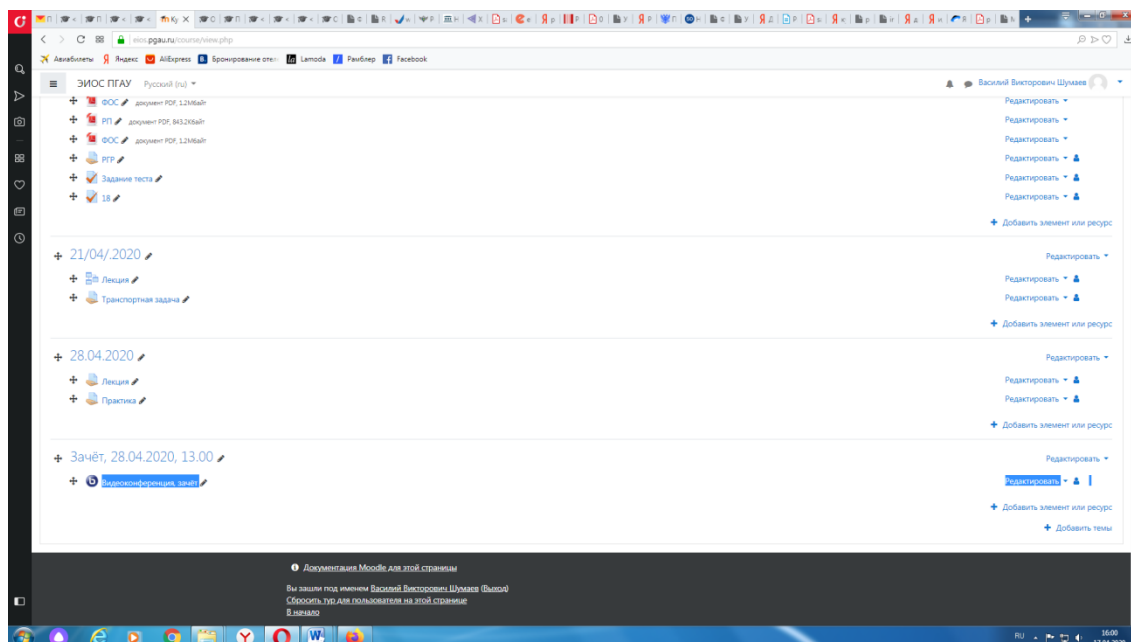 eios.pgau.ru/course/view.php
Авиабилеты Яндекс AliExpress Бронирование отел Lamoda Рамблер Facebook
ЭИОС ПГАУ Русский (ru) Василий Викторович Шумаев
ФОС документ PDF, 1.2Мбайт Редактировать
РП документ PDF, 843.2Кбайт Редактировать
ФОС документ PDF, 1.2Мбайт Редактировать
РГР Редактировать
Задание теста Редактировать
18 Редактировать
Добавить элемент или ресурс
21/04/.2020 Редактировать
Лекция Редактировать
Транспортная задача Редактировать
Добавить элемент или ресурс
28.04.2020 Редактировать
Лекция Редактировать
Практика Редактировать
Добавить элемент или ресурс
Зачёт, 28.04.2020, 13.00 Редактировать
Видеоконференция, зачёт Редактировать
Добавить элемент или ресурс
Добавить темы
Документация Moodle для этой страницы
Вы зашли под именем Василий Викторович Шумаев (Выход)
Сбросить тур для пользователя на этой странице
В начало
RU 16:00